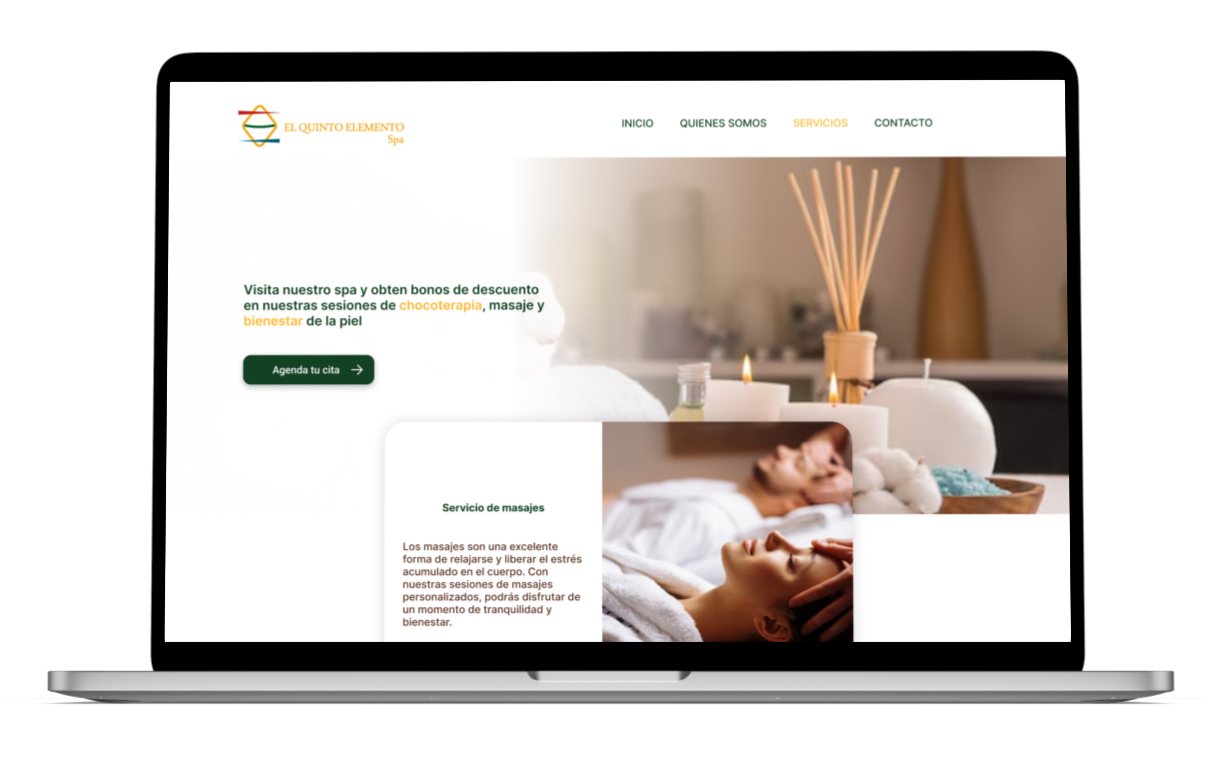 EL QUINTO ELEMENTO
Spa
INICIO QUIENES SOMOS SERVICIOS CONTACTO
Visita nuestro spa y obten bonos de descuento
en nuestras sesiones de chocoterapia, masaje y
bienestar de la piel
Agenda tu cita
Servicio de masajes
Los masajes son una excelente
forma de relajarse y liberar el estrés
acumulado en el cuerpo. Con
nuestras sesiones de masajes
personalizados, podrás disfrutar de
un momento de tranquilidad y
bienestar.